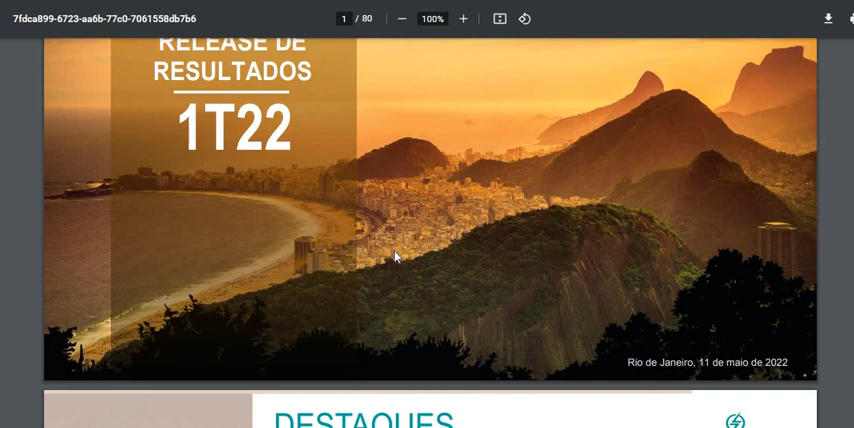 7fdca899-6723-aa6b-77c0-7061558db7b6
1 / 80
100%
RELEASE DE
RESULTADOS
1T22
Rio de Janeiro, 11 de maio de 2022
DESTAQUES